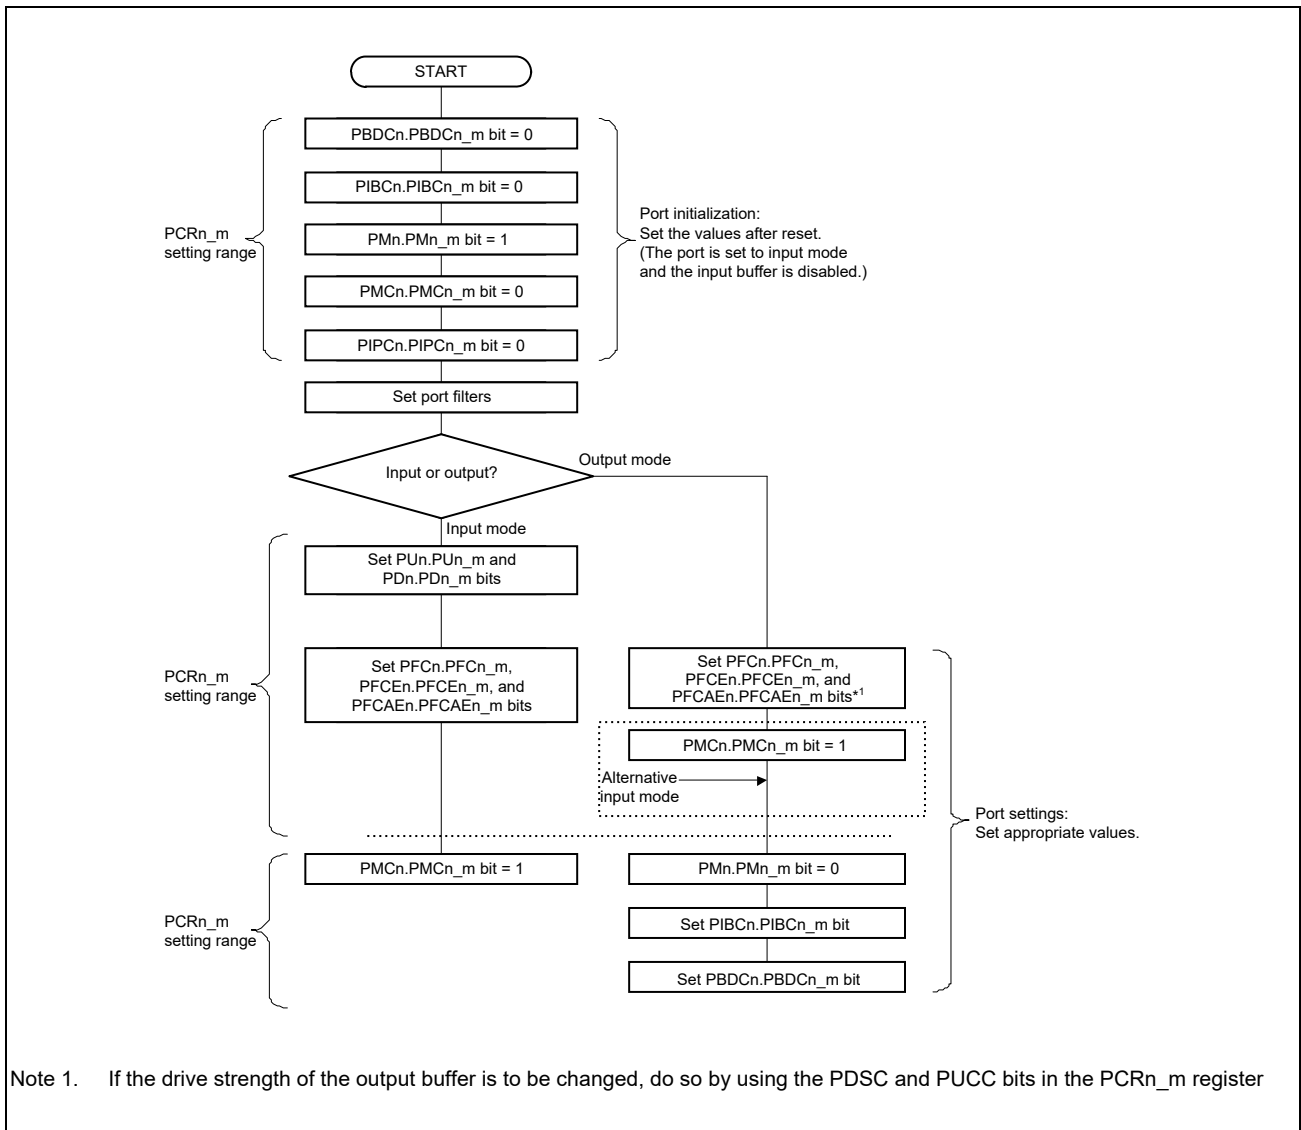 START
PBDCn.PBDCn_m bit = 0
PIBCn.PIBCn_m bit = 0
PCRn_m
setting range
PMn.PMn_m bit = 1
Port initialization:
Set the values after reset.
(The port is set to input mode
and the input buffer is disabled.)
PMCn.PMCn_m bit = 0
PIPCn.PIPCn_m bit = 0
Set port filters
Input or output?
Output mode
Input mode
Set PUn.PUn_m and
PDn.PDn_m bits
PCRn_m
setting range
Set PFCn.PFCn_m,
PFCEn.PFCEn_m, and
PFCAEn.PFCAEn_m bits
Set PFCn.PFCn_m,
PFCEn.PFCEn_m, and
PFCAEn.PFCAEn_m bits*1
PMCn.PMCn_m bit = 1
Alternative
input mode
Port settings:
Set appropriate values.
PMCn.PMCn_m bit = 1
PMn.PMn_m bit = 0
PCRn_m
setting range
Set PIBCn.PIBCn_m bit
Set PBDCn.PBDCn_m bit
Note 1. If the drive strength of the output buffer is to be changed, do so by using the PDSC and PUCC bits in the PCRn_m register